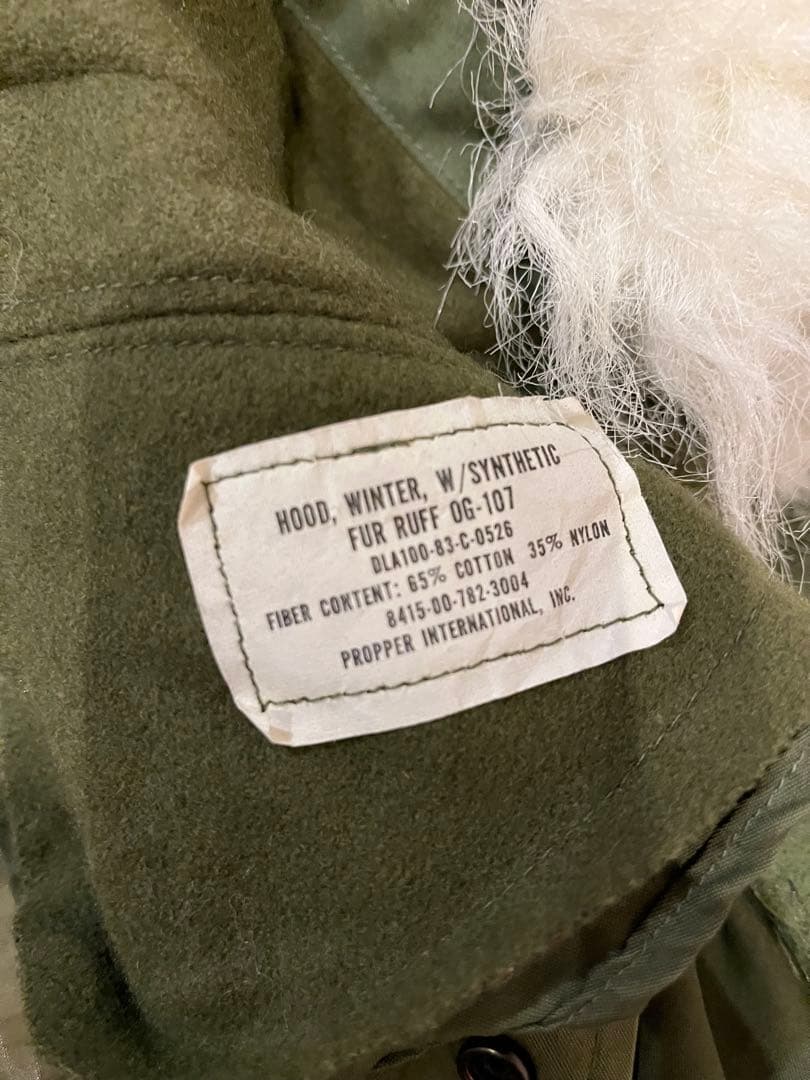 HOOD, WINTER, W/SYNTHETIC
FUR RUFF OG-107
DLA100-83-C-0526
FIBER CONTENT: 65% COTTON 35% NYLON
8415-00-782-3004
PROPPER INTERNATIONAL, INC.